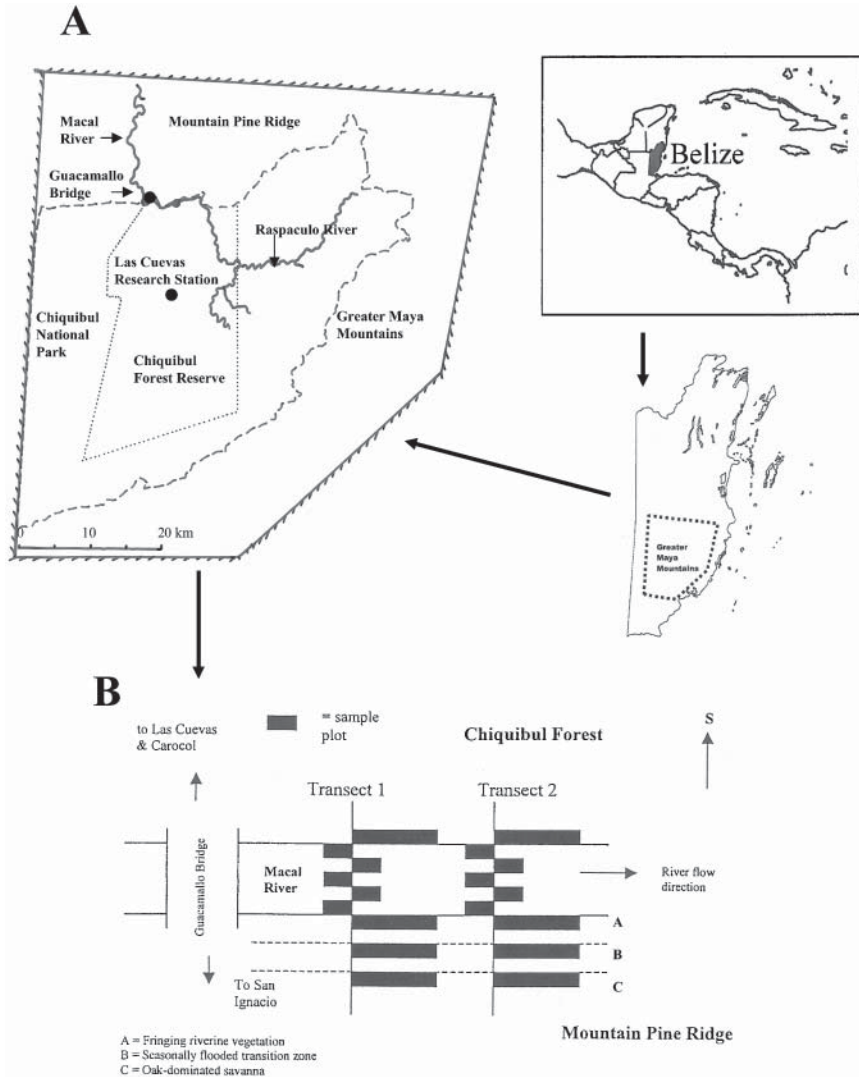 A
Macal
River
Mountain Pine Ridge
Guacamallo
Bridge
Raspaculo River
Las Cuevas
Research Station
Chiquibul
National
Park
Greater Maya
Mountains
Chiquibul
Forest Reserve
0 10 20 km
Belize
Greater
Maya
Mountains
B
to Las Cuevas
& Carocol
= sample
plot
Chiquibul Forest
S
Transect 1
Transect 2
Guacamallo Bridge
Macal
River
River flow
direction
A
B
C
To San
Ignacio
Mountain Pine Ridge
A = Fringing riverine vegetation
B = Seasonally flooded transition zone
C = Oak-dominated savanna